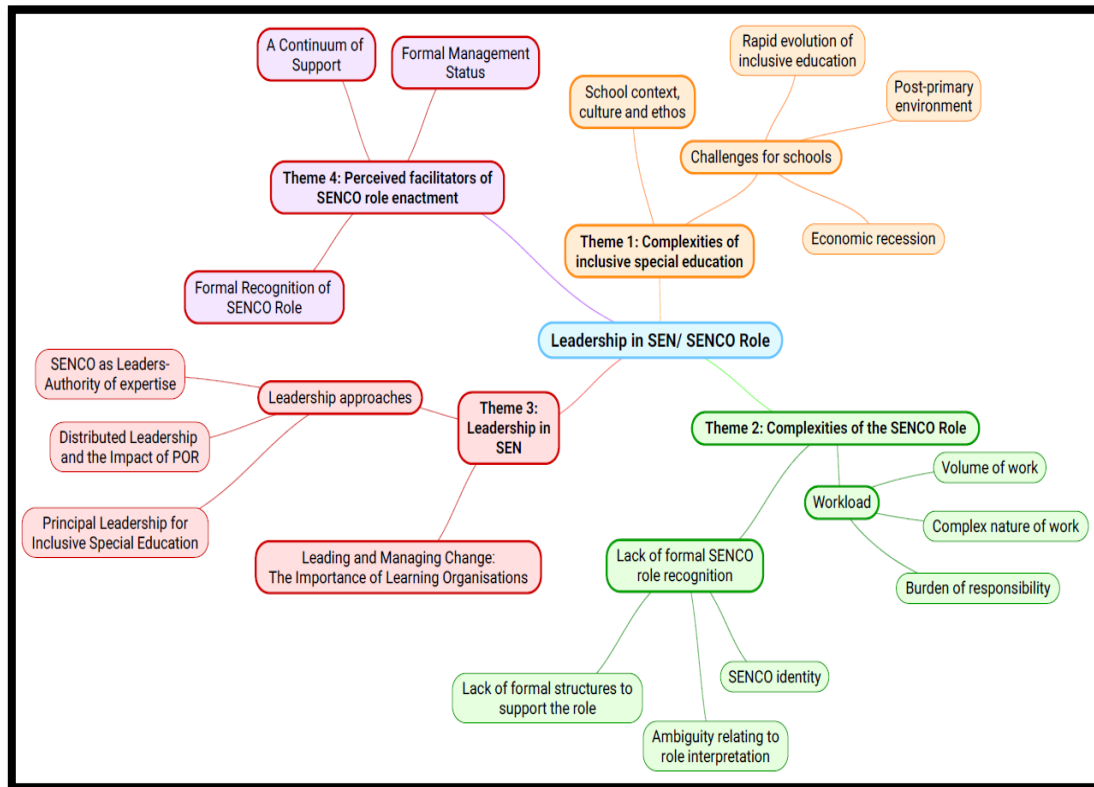 A Continuum of
Support
Formal Management
Status
Theme 4: Perceived facilitators of
SENCO role enactment
Formal Recognition of
SENCO Role
Rapid evolution of
inclusive education
School context,
culture and ethos
Post-primary
environment
Challenges for schools
Economic recession
Theme 1: Complexities of
inclusive special education
Leadership in SEN/ SENCO Role
SENCO as Leaders-
Authority of expertise
Leadership approaches
Distributed Leadership
and the Impact of POR
Principal Leadership for
Inclusive Special Education
Theme 3:
Leadership in
SEN
Leading and Managing Change:
The Importance of Learning Organisations
Theme 2: Complexities of the SENCO Role
Volume of work
Workload
Complex nature of work
Burden of responsibility
Lack of formal SENCO
role recognition
Lack of formal structures to
support the role
SENCO identity
Ambiguity relating to
role interpretation